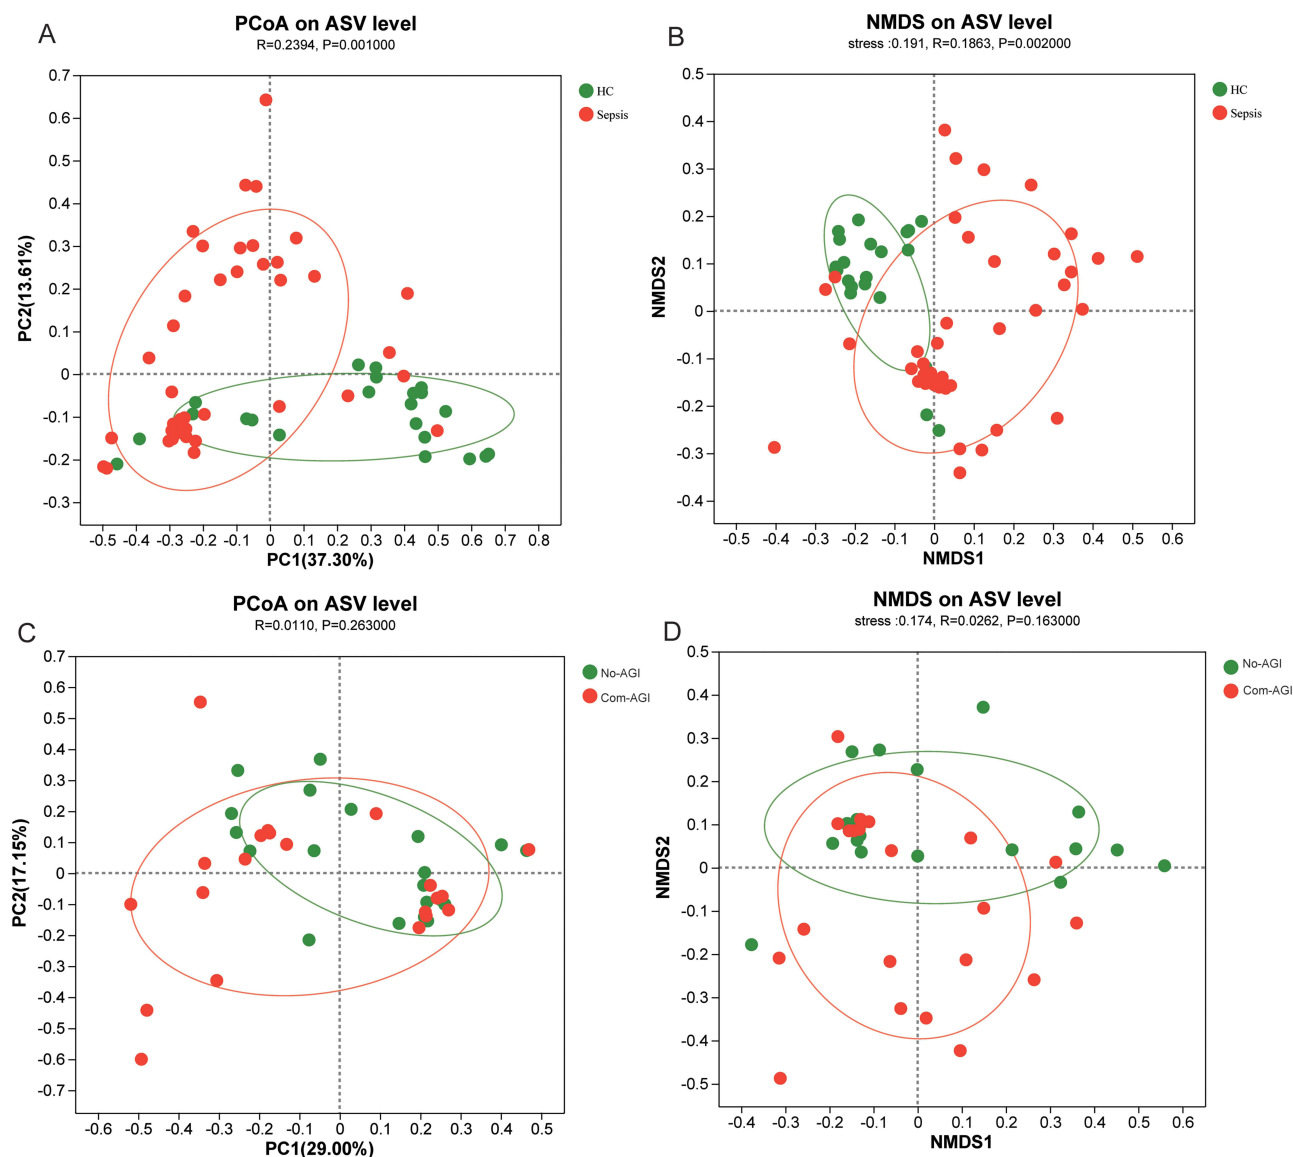 A
PCoA on ASV level
R=0.2394, P=0.001000
HC
Sepsis
0.7
0.6
0.5
0.4
0.3
0.2
0.1
0
-0.1
-0.2
-0.3
PC2(13.61%)
-0.5 -0.4 -0.3 -0.2 -0.1 0 0.1 0.2 0.3 0.4 0.5 0.6 0.7 0.8
PC1(37.30%)
B
NMDS on ASV level
stress :0.191, R=0.1863, P=0.002000
HC
Sepsis
0.5
0.4
0.3
0.2
0.1
0
-0.1
-0.2
-0.3
-0.4
NMDS2
-0.5 -0.4 -0.3 -0.2 -0.1 0 0.1 0.2 0.3 0.4 0.5 0.6
NMDS1
C
PCoA on ASV level
R=0.0110, P=0.263000
No-AGI
Com-AGI
0.7
0.6
0.5
0.4
0.3
0.2
0.1
0
-0.1
-0.2
-0.3
-0.4
-0.5
-0.6
-0.7
PC2(17.15%)
-0.6 -0.5 -0.4 -0.3 -0.2 -0.1 0 0.1 0.2 0.3 0.4 0.5
PC1(29.00%)
D
NMDS on ASV level
stress :0.174, R=0.0262, P=0.163000
No-AGI
Com-AGI
0.5
0.4
0.3
0.2
0.1
0
-0.1
-0.2
-0.3
-0.4
-0.5
NMDS2
-0.4 -0.3 -0.2 -0.1 0 0.1 0.2 0.3 0.4 0.5 0.6
NMDS1